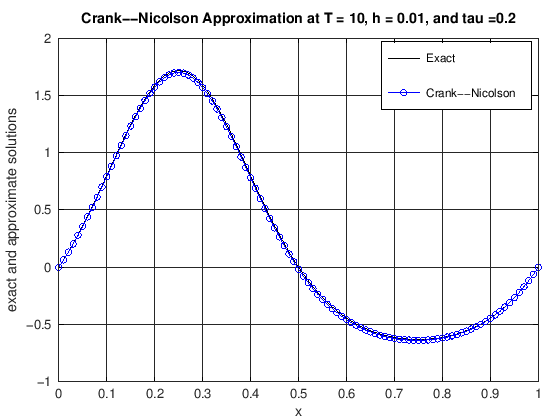 Crank−−Nicolson Approximation at T = 10, h = 0.01, and tau =0.2
2
1.5
1
0.5
0
−0.5
−1
exact and approximate solutions
Exact
Crank−−Nicolson
0 0.1 0.2 0.3 0.4 0.5 0.6 0.7 0.8 0.9 1
x